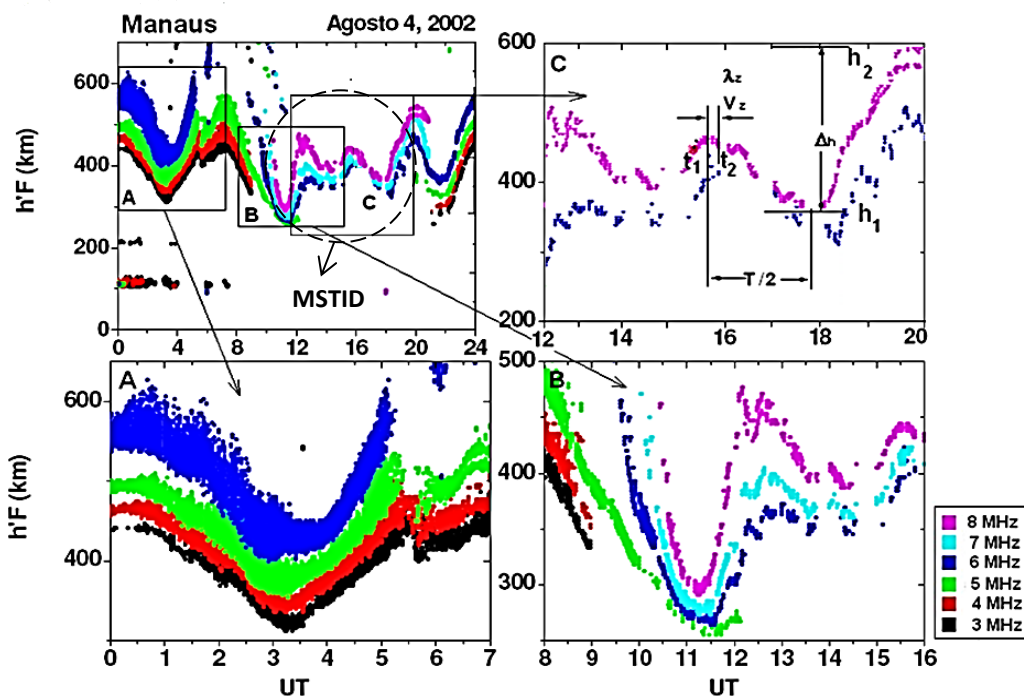 Manaus Agosto 4, 2002
h'F (km)
600
400
200
0
0 4 8 12 16 20 24
A
B
C
MSTID
C
600
400
200
λz
Vz
t1 t2
h2
Δh
h1
T/2
12 14 16 18 20
A
h'F (km)
600
400
0 1 2 3 4 5 6 7
UT
B
500
400
300
8 9 10 11 12 13 14 15 16
UT
8 MHz
7 MHz
6 MHz
5 MHz
4 MHz
3 MHz